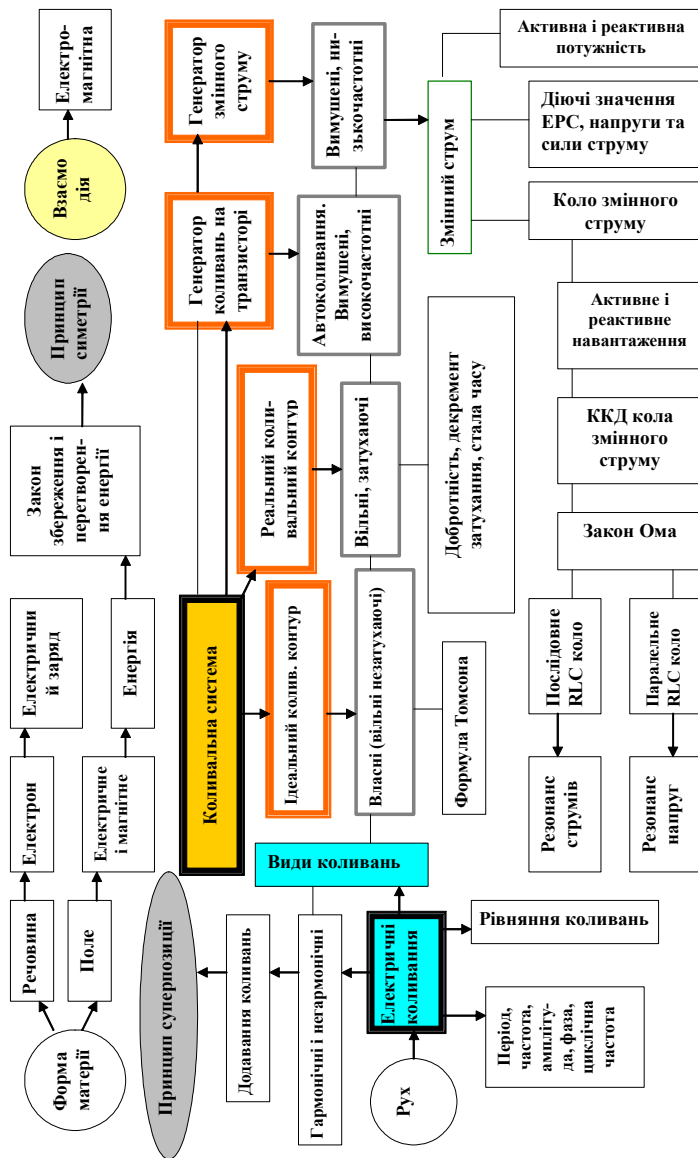 Форма
матерії
Речовина
Електрон
Електрични
й заряд
Поле
Електричне
і магнітне
Енергія
Закон
збереження і
перетворен-
ня енергії
Принцип
симетрії
Взаємо
дія
Електро-
магнітна
Принцип суперпозиції
Коливальна система
Генератор
коливань на
транзисторі
Генератор
змінного
струму
Додавання коливань
Ідеальний колив. контур
Реальний коли-
вальний контур
Гармонічні і негармонічні
Види коливань
Власні (вільні незатухаючі)
Вільні, затухаючі
Автоколивання.
Вимушені,
високочастотні
Вимушені, ни-
зькочастотні
Рух
Електричні
коливання
Формула Томсона
Добротність, декремент
затухання, стала часу
Змінний струм
Рівняння коливань
Період,
частота,
ампліту-
да, фаза,
циклічна
частота
Активна і реактивна
потужність
Діючі значення
ЕРС, напруги та
сили струму
Коло змінного
струму
Активне і
реактивне
навантаження
ККД кола
змінного
струму
Закон Ома
Послідовне
RLC коло
Паралельне
RLC коло
Резонанс
струмів
Резонанс
напруг